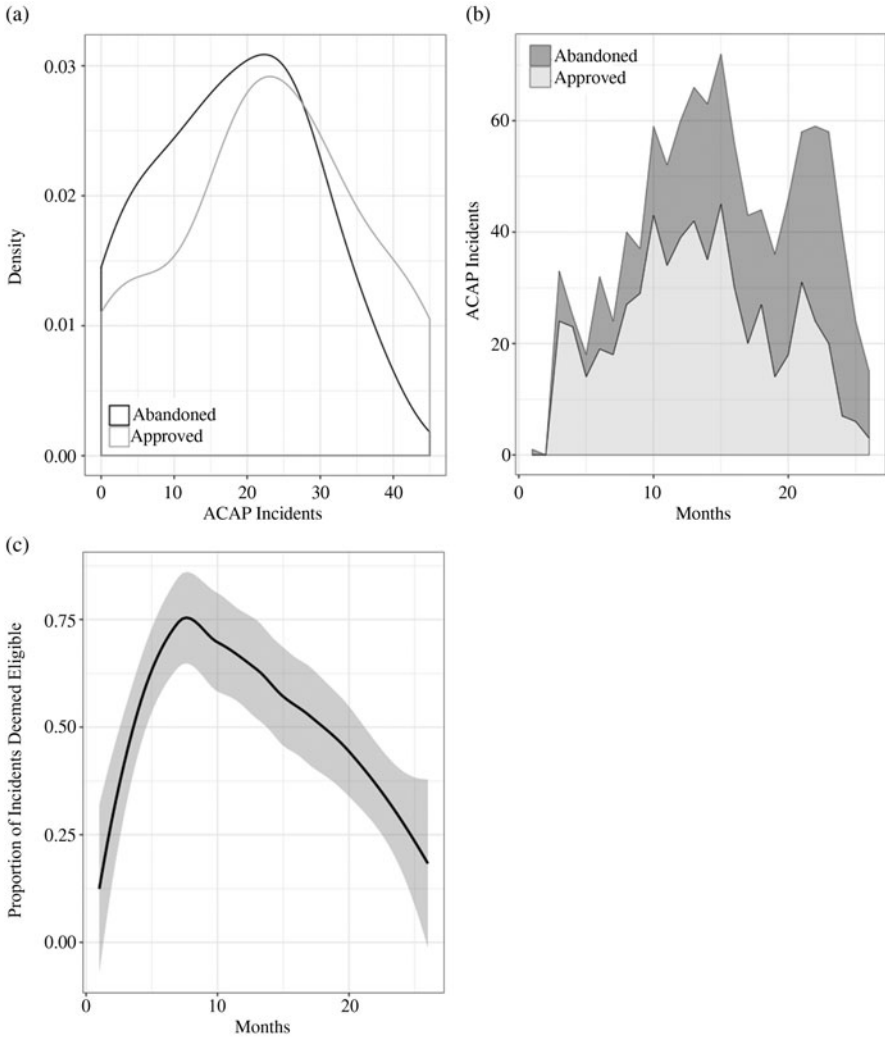 (a)
0.03
0.02
0.01
0.00
Density
Abandoned
Approved
0
10
20
30
40
ACAP Incidents
(b)
60
40
20
0
ACAP Incidents
Abandoned
Approved
0
10
20
Months
(c)
0.75
0.50
0.25
0.00
Proportion of Incidents Deemed Eligible
0
10
20
Months